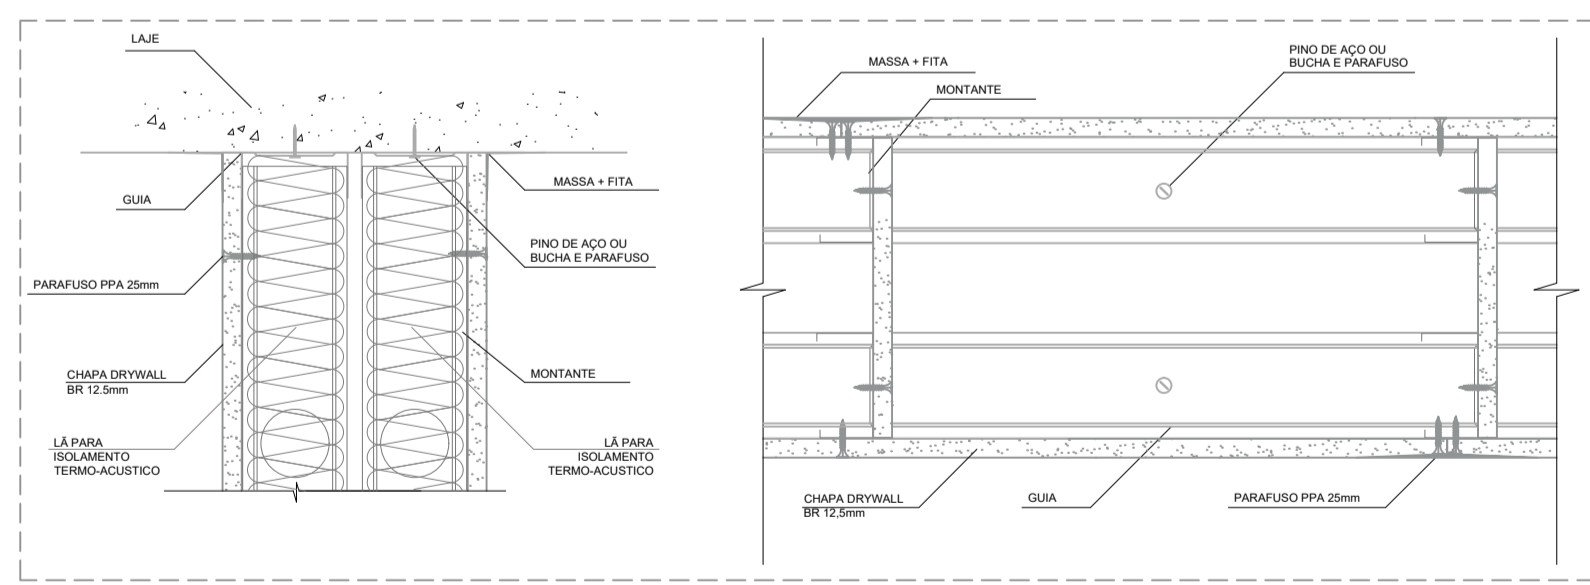 LAJE
GUIA
PARAFUSO PPA 25mm
CHAPA DRYWALL
BR 12.5mm
LÃ PARA
ISOLAMENTO
TERMO-ACUSTICO
MASSA + FITA
PINO DE AÇO OU
BUCHA E PARAFUSO
MONTANTE
LÃ PARA
ISOLAMENTO
TERMO-ACUSTICO
MASSA + FITA
MONTANTE
PINO DE AÇO OU
BUCHA E PARAFUSO
CHAPA DRYWALL
BR 12,5mm
GUIA
PARAFUSO PPA 25mm